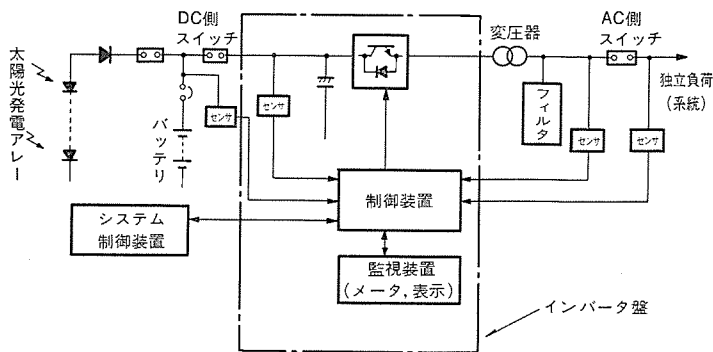 DC側
スイッチ
変圧器
AC側
スイッチ
太陽光発電アレー
バッテリ
センサ
センサ
フィルタ
センサ
センサ
独立負荷
(系統)
制御装置
システム
制御装置
監視装置
(メータ,表示)
インバータ盤